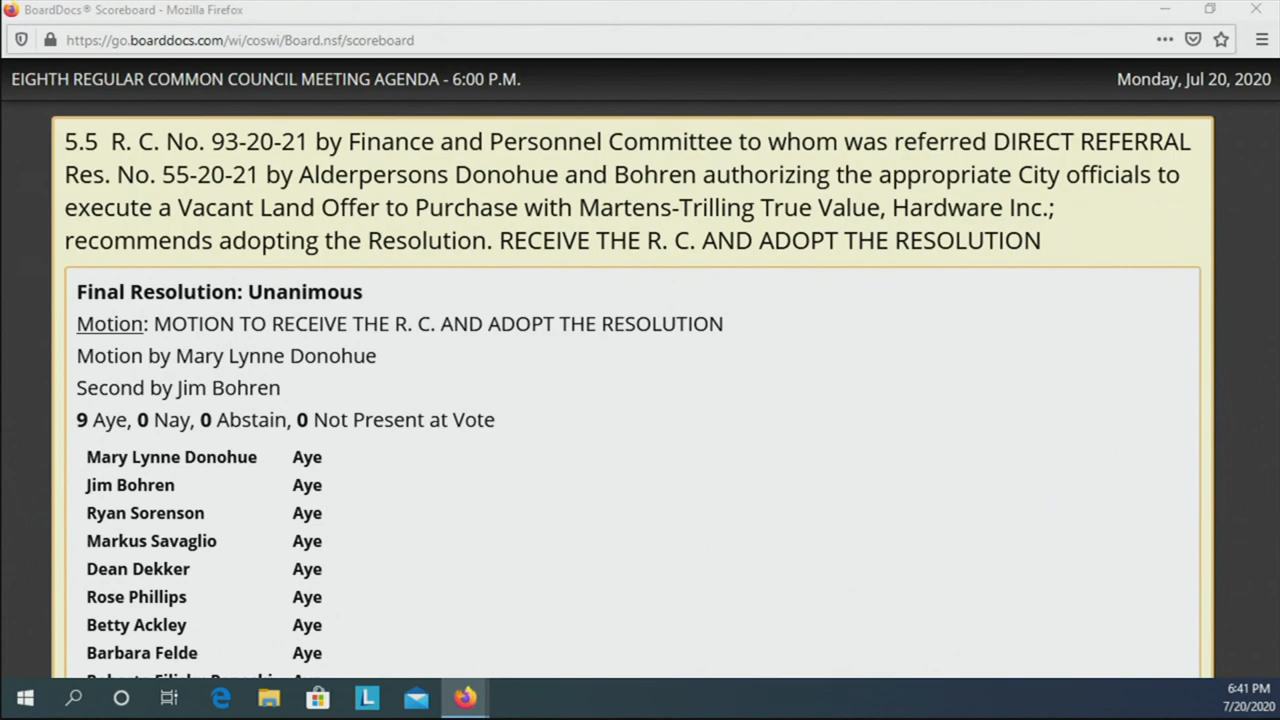 BoardDocs® Scoreboard - Mozilla Firefox
https://go.boarddocs.com/wi/coswi/Board.nsf/scoreboard
EIGHTH REGULAR COMMON COUNCIL MEETING AGENDA - 6:00 P.M. Monday, Jul 20, 2020
5.5 R. C. No. 93-20-21 by Finance and Personnel Committee to whom was referred DIRECT REFERRAL
Res. No. 55-20-21 by Alderpersons Donohue and Bohren authorizing the appropriate City officials to
execute a Vacant Land Offer to Purchase with Martens-Trilling True Value, Hardware Inc.;
recommends adopting the Resolution. RECEIVE THE R. C. AND ADOPT THE RESOLUTION
Final Resolution: Unanimous
Motion: MOTION TO RECEIVE THE R. C. AND ADOPT THE RESOLUTION
Motion by Mary Lynne Donohue
Second by Jim Bohren
9 Aye, 0 Nay, 0 Abstain, 0 Not Present at Vote
Mary Lynne Donohue Aye
Jim Bohren Aye
Ryan Sorenson Aye
Markus Savaglio Aye
Dean Dekker Aye
Rose Phillips Aye
Betty Ackley Aye
Barbara Felde Aye
L
6:41 PM
7/20/2020